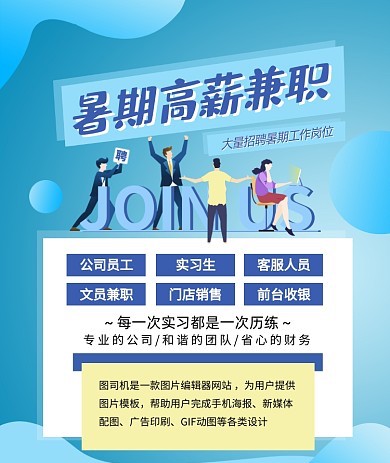 暑期高薪兼职
大量招聘暑期工作岗位
聘
JOIN US
公司员工 实习生 客服人员
文员兼职 门店销售 前台收银
~ 每一次实习都是一次历练 ~
专业的公司/和谐的团队/省心的财务
图司机是一款图片编辑器网站，为用户提供
图片模板，帮助用户完成手机海报、新媒体
配图、广告印刷、GIF动图等各类设计